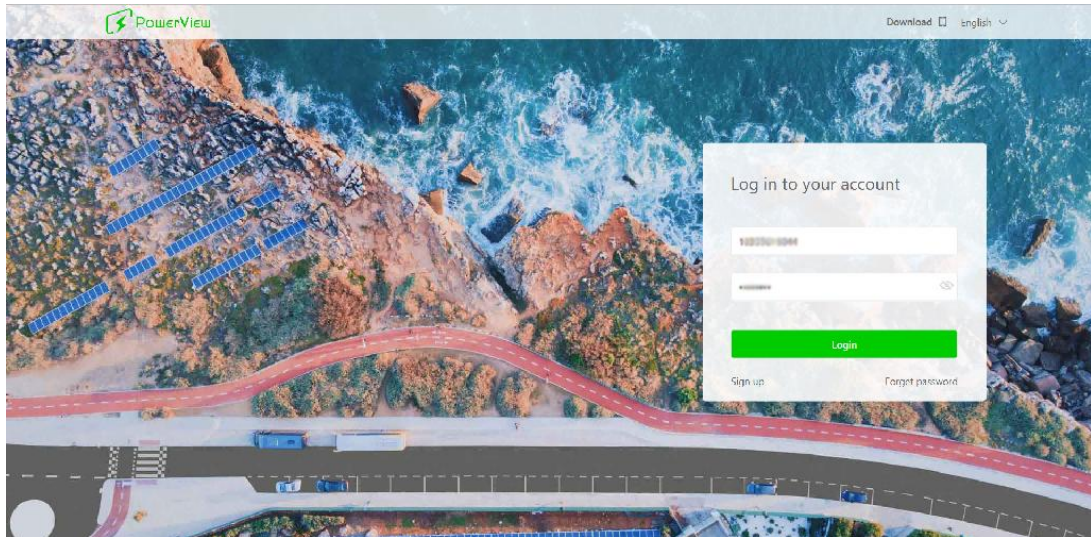 PowerView
Download English
Log in to your account
Login
Sign up Forget password